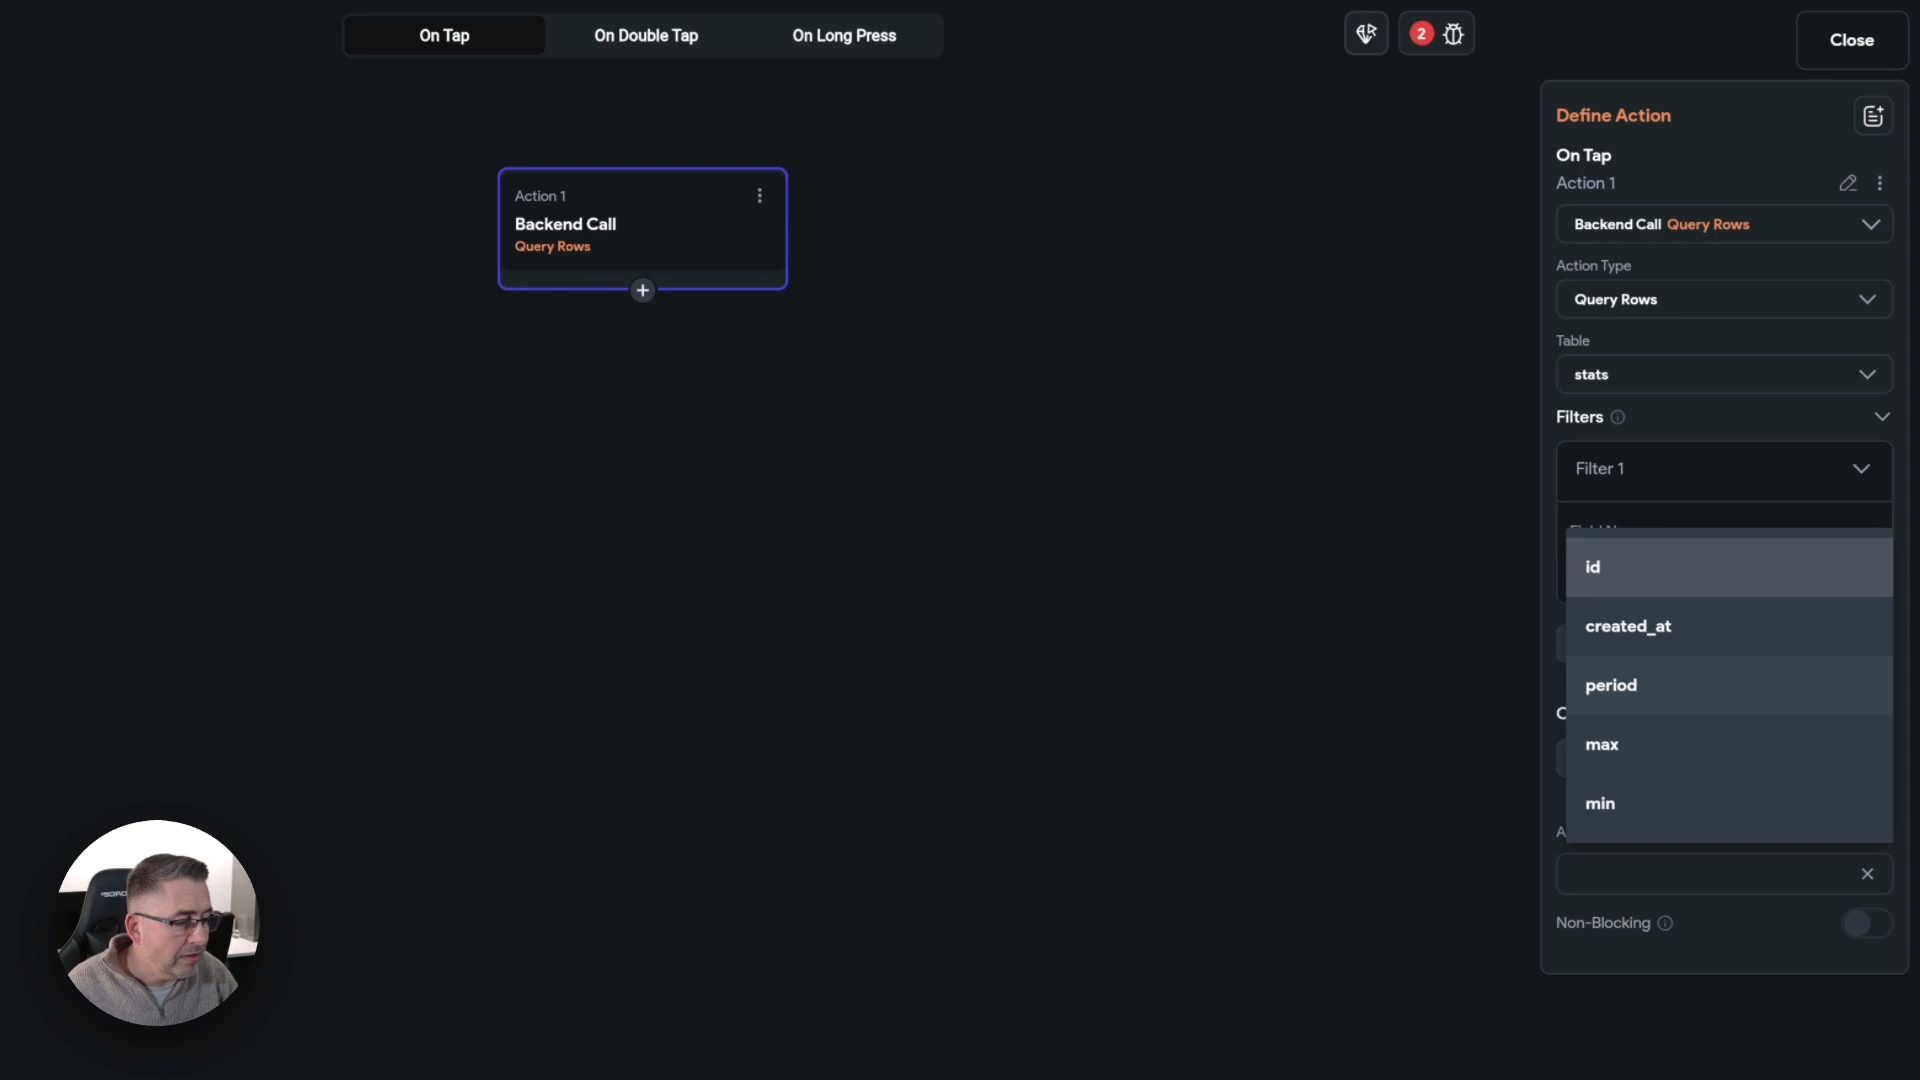 On Tap
On Double Tap
On Long Press
2
Close
Define Action
On Tap
Action 1
Backend Call Query Rows
Action Type
Query Rows
Table
stats
Filters
Filter 1
id
created_at
period
max
min
Non-Blocking
Action 1
Backend Call
Query Rows